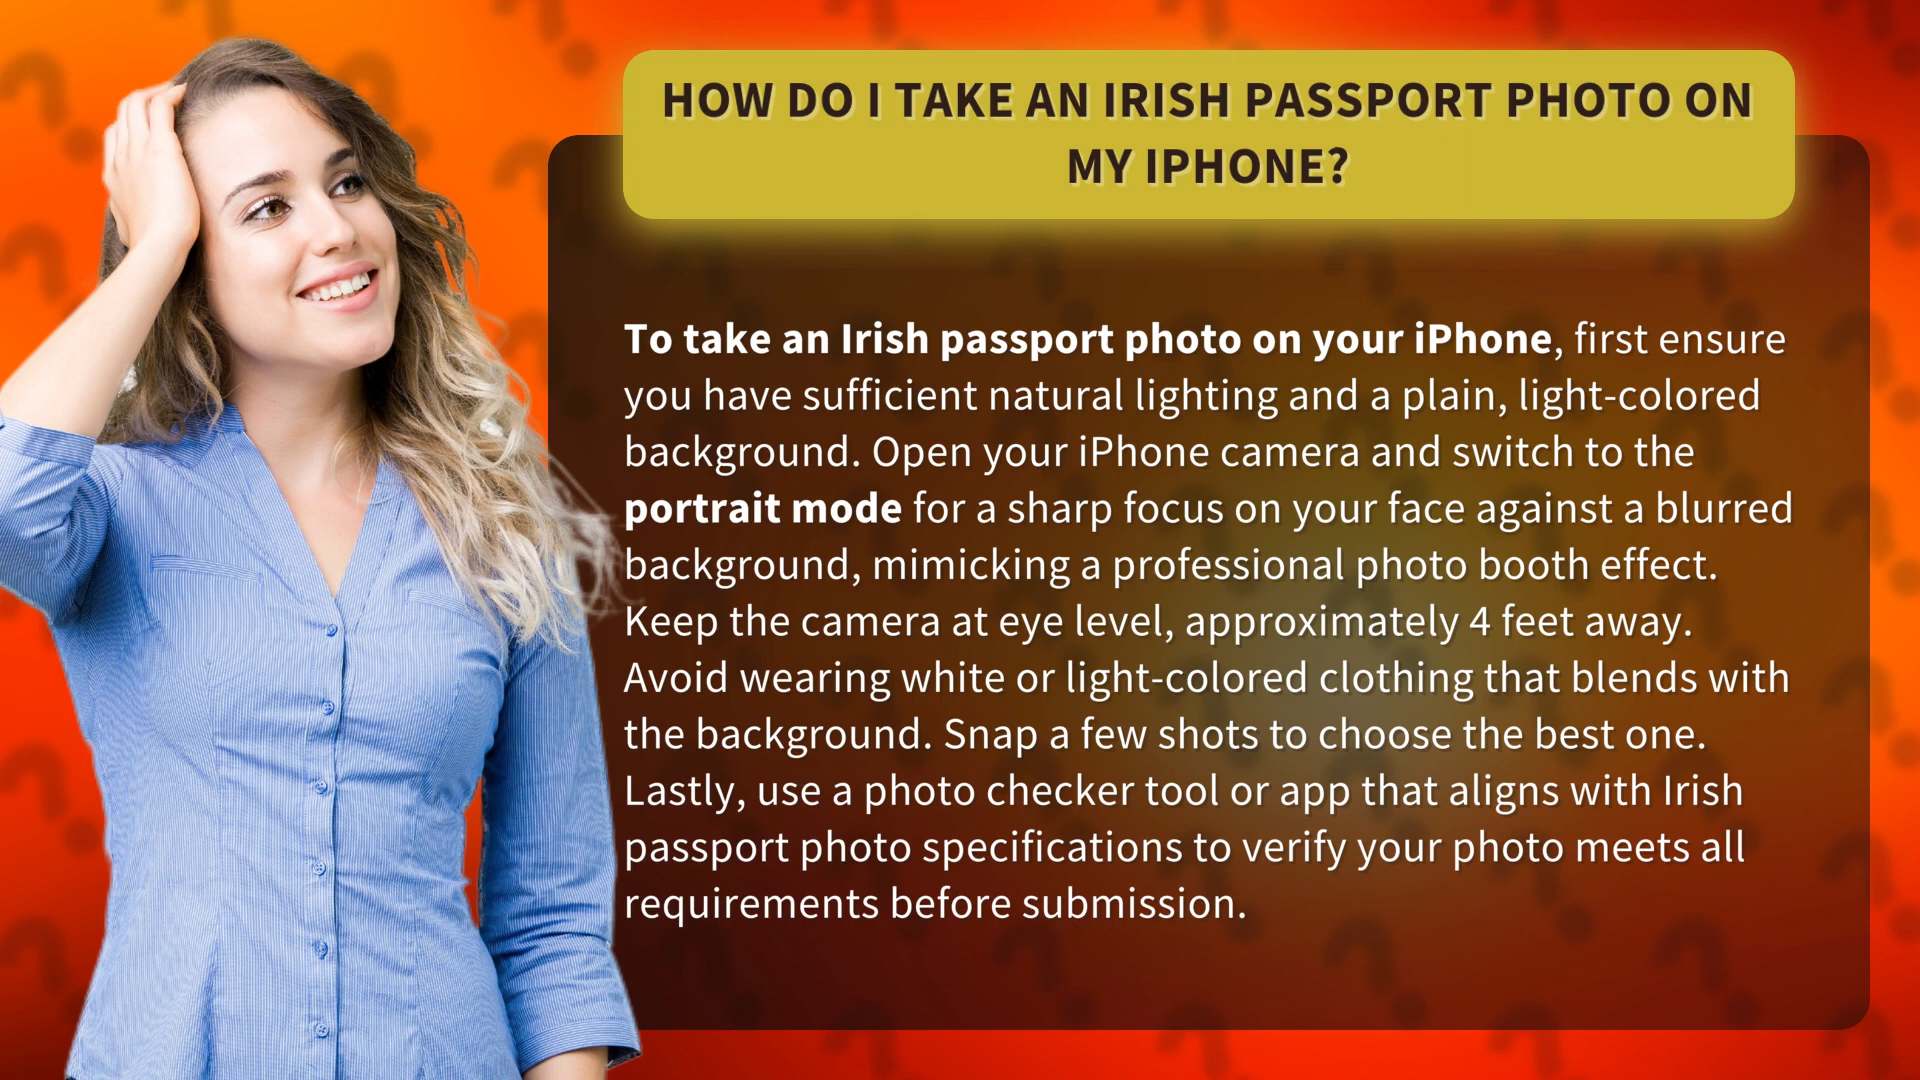 HOW DO I TAKE AN IRISH PASSPORT PHOTO ON
MY IPHONE?
To take an Irish passport photo on your iPhone, first ensure
you have sufficient natural lighting and a plain, light-colored
background. Open your iPhone camera and switch to the
portrait mode for a sharp focus on your face against a blurred
background, mimicking a professional photo booth effect.
Keep the camera at eye level, approximately 4 feet away.
Avoid wearing white or light-colored clothing that blends with
the background. Snap a few shots to choose the best one.
Lastly, use a photo checker tool or app that aligns with Irish
passport photo specifications to verify your photo meets all
requirements before submission.